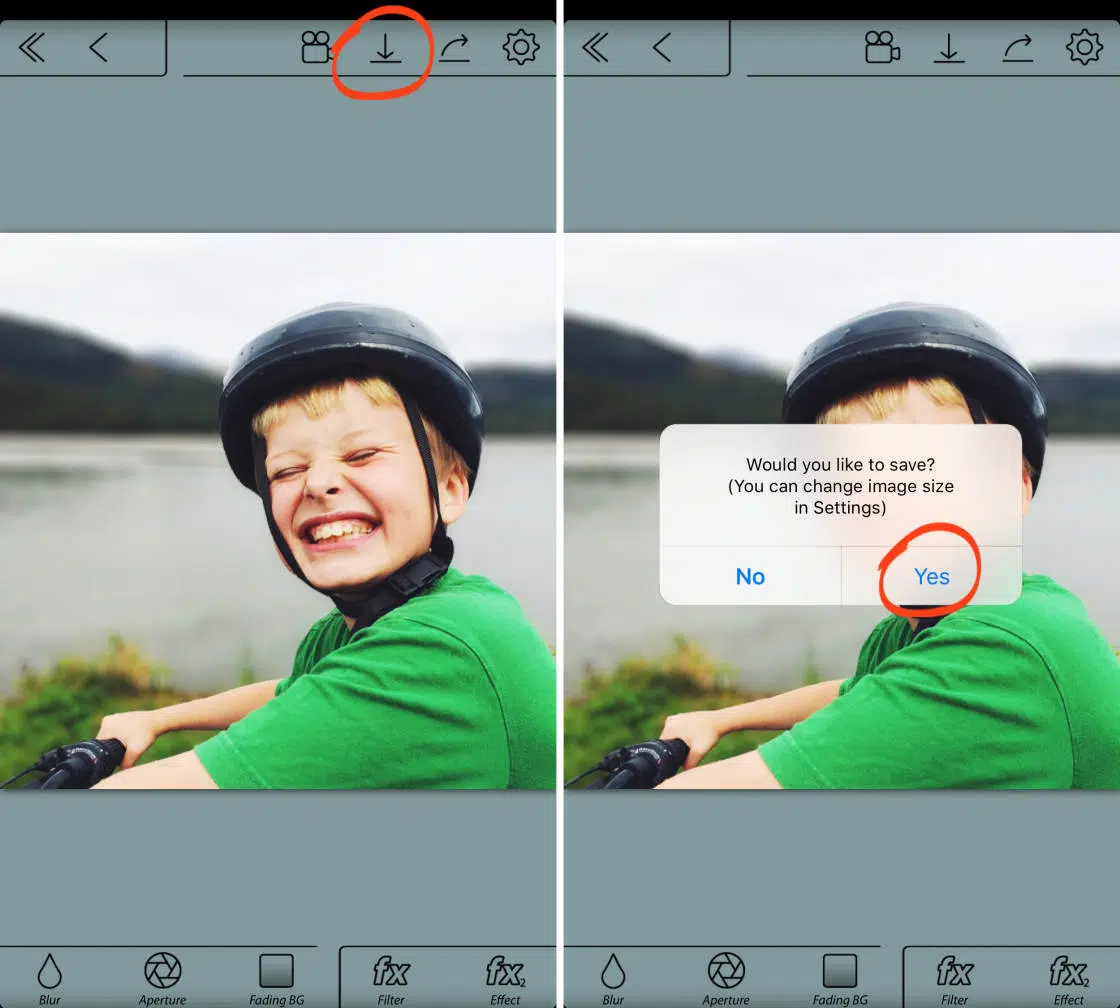 Would you like to save?
(You can change image size
in Settings)
No
Yes
Blur
Aperture
Fading BG
fx
Filter
fx2
Effect
Blur
Aperture
Fading BG
fx
Filter
fx2
Effect